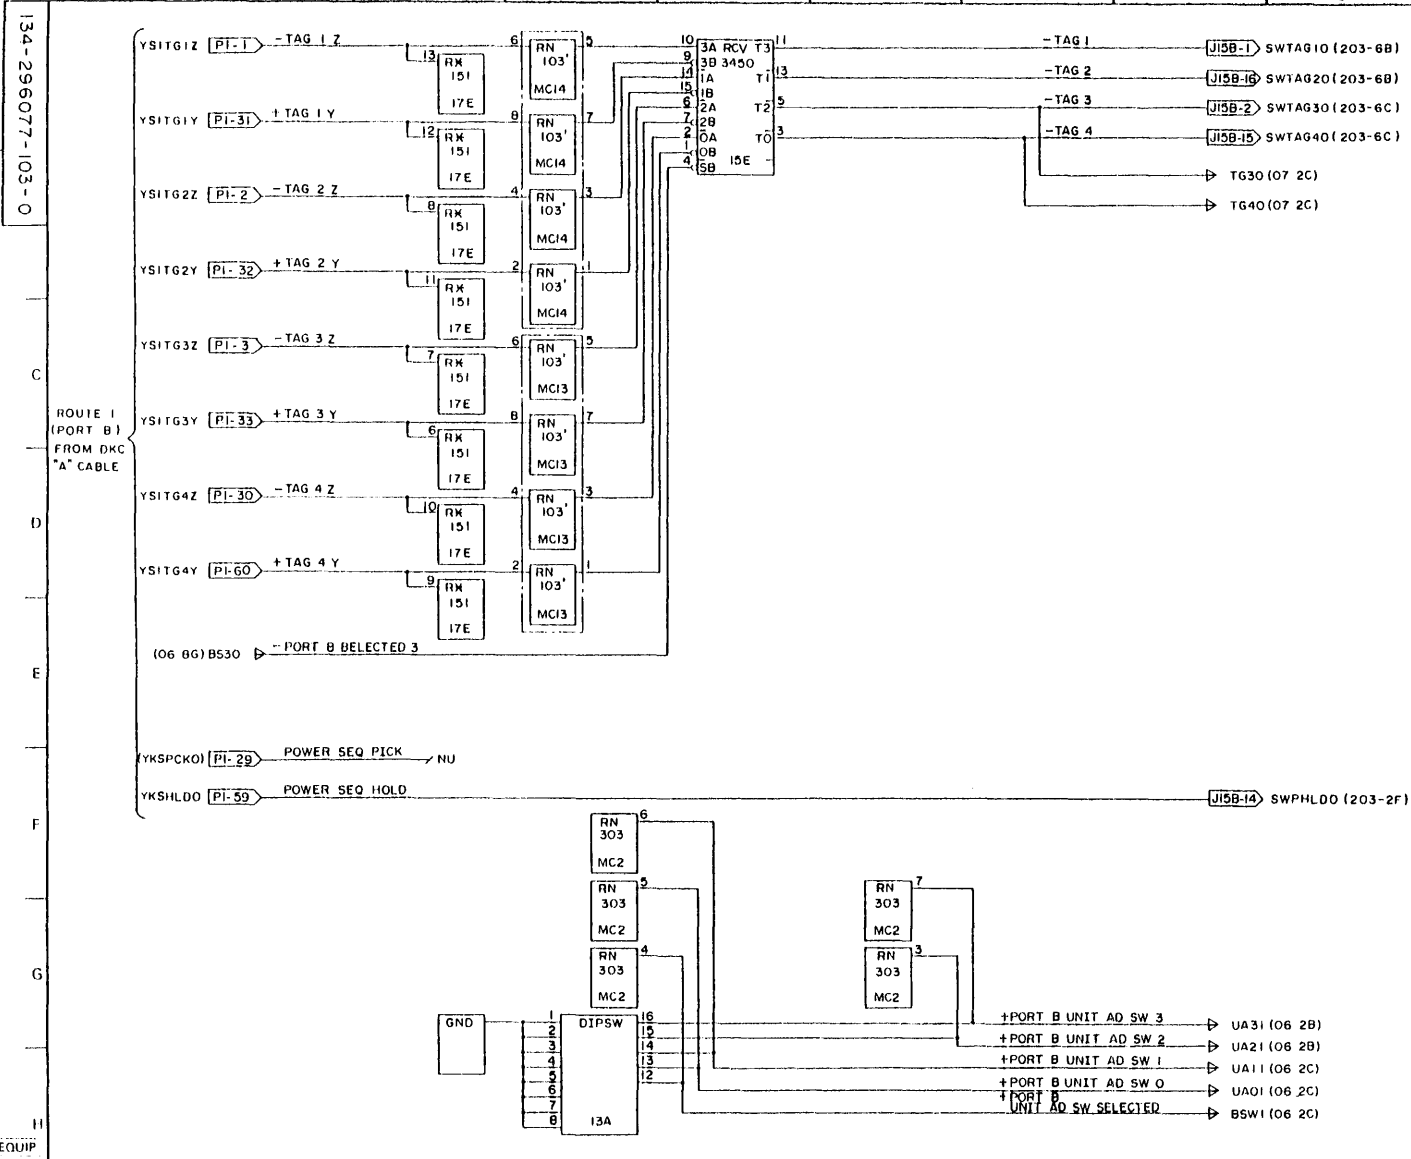 134-296077-103-0
YSITG1Z P1-1 -TAG 1 Z
13 RM 151 17E
6 RN 103' MC14 5
YSITG1Y P1-31 +TAG 1 Y
12 RM 151 17E
8 RN 103' MC14 7
YSITG2Z P1-2 -TAG 2 Z
8 RM 151 17E
4 RN 103' MC14 3
YSITG2Y P1-32 +TAG 2 Y
11 RM 151 17E
2 RN 103' MC14 1
YSITG3Z P1-3 -TAG 3 Z
7 RM 151 17E
6 RN 103' MC13 5
YSITG3Y P1-33 +TAG 3 Y
6 RM 151 17E
8 RN 103' MC13 7
YSITG4Z P1-30 -TAG 4 Z
10 RM 151 17E
4 RN 103' MC13 3
YSITG4Y P1-60 +TAG 4 Y
9 RM 151 17E
2 RN 103' MC13 1
10 3A RCV T3 11
9 3B 3450
14 1A T1 13
15 1B
6 2A T2 5
7 2B
2 0A T0 3
1 0B 15E
4 SB
-TAG 1 J15B-1 SWTAG10 (203-6B)
-TAG 2 J15B-16 SWTAG20 (203-6B)
-TAG 3 J15B-2 SWTAG30 (203-6C)
-TAG 4 J15B-15 SWTAG40 (203-6C)
TG30 (07 2C)
TG40 (07 2C)
C
D
E
F
G
H
EQUIP
ROUTE 1
(PORT B)
FROM DKC
"A" CABLE
(06 8G) BS30 -PORT B BELECTED 3
(YKSPCK0) P1-29 POWER SEQ PICK NU
YKSHLD0 P1-59 POWER SEQ HOLD J15B-14 SWPHLD0 (203-2F)
RN 303 MC2 6
RN 303 MC2 5
RN 303 MC2 4
RN 303 MC2 7
RN 303 MC2 3
GND
1 DIPSW 16
2 15
3 14
4 13
5 12
6
7
8 13A
+PORT B UNIT AD SW 3 UA31 (06 2B)
+PORT B UNIT AD SW 2 UA21 (06 2B)
+PORT B UNIT AD SW 1 UA11 (06 2C)
+PORT B UNIT AD SW 0 UA01 (06 2C)
+PORT B
UNIT AD SW SELECTED BSW1 (06 2C)